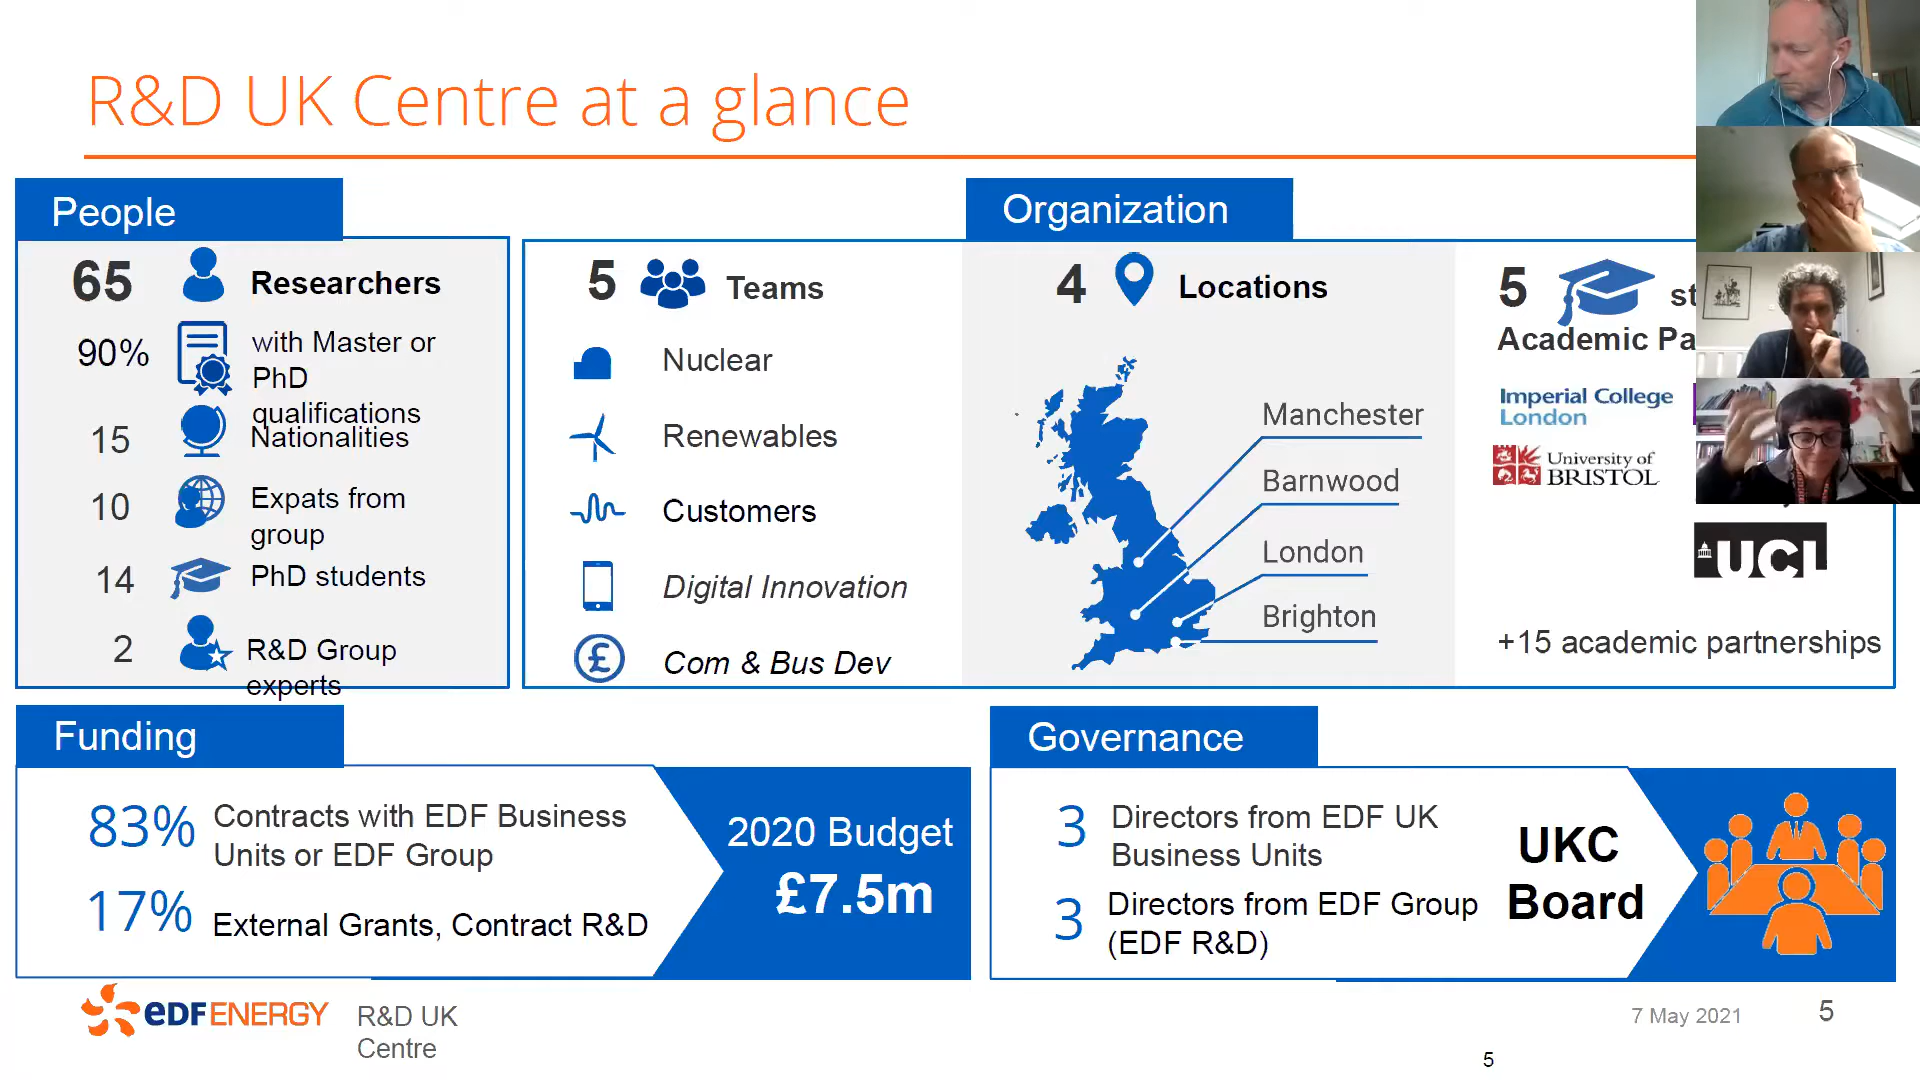 R&D UK Centre at a glance
People
65 Researchers
90% with Master or
PhD
qualifications
15 Nationalities
10 Expats from
group
14 PhD students
2 R&D Group
experts
Organization
5 Teams
Nuclear
Renewables
Customers
Digital Innovation
Com & Bus Dev
4 Locations
Manchester
Barnwood
London
Brighton
5
Academic
Imperial College
London
University of
BRISTOL
UCL
+15 academic partnerships
Funding
83% Contracts with EDF Business
Units or EDF Group
17% External Grants, Contract R&D
2020 Budget
£7.5m
Governance
3 Directors from EDF UK
Business Units
3 Directors from EDF Group
(EDF R&D)
UKC
Board
eDF ENERGY
R&D UK
Centre
7 May 2021
5
5